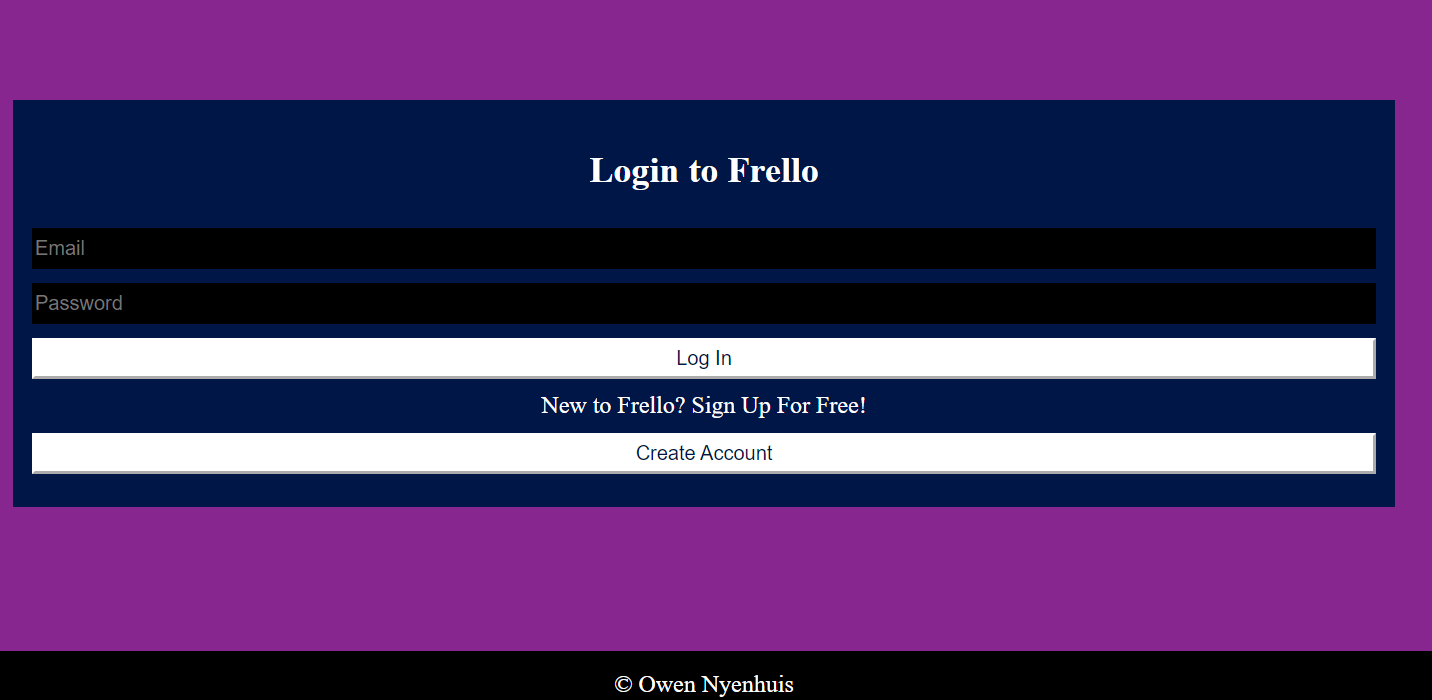 Login to Frello
Email
Password
Log In
New to Frello? Sign Up For Free!
Create Account
© Owen Nyenhuis